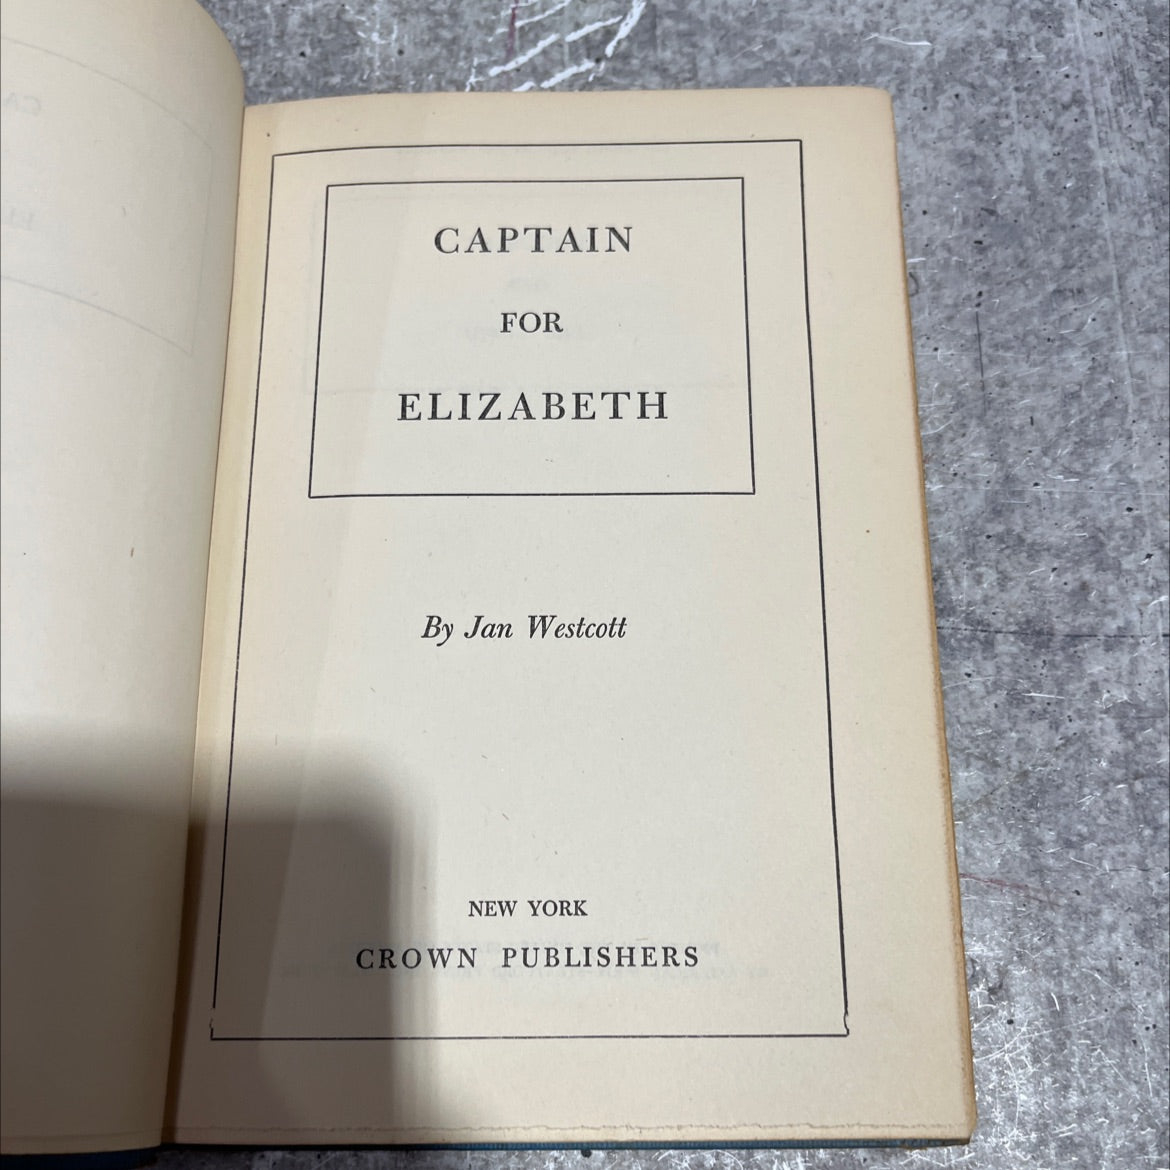 CAPTAIN
FOR
ELIZABETH
By Jan Westcott
NEW YORK
CROWN PUBLISHERS